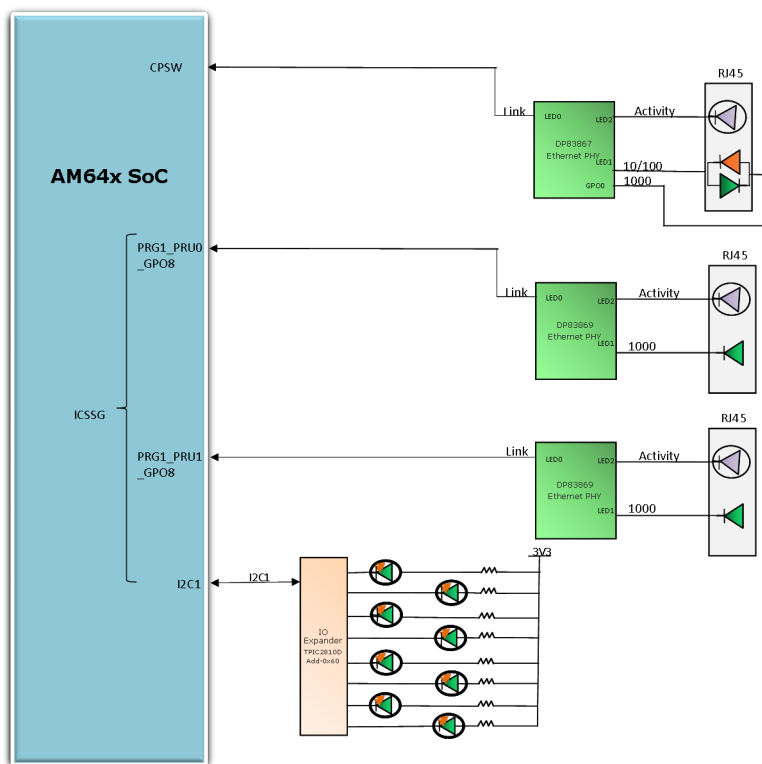 CPSW
AM64x SoC
PRG1_PRU0
_GPO8
ICSSG
PRG1_PRU1
_GPO8
I2C1
Link
LED0
LED2
DP83867
Ethernet PHY
LED1
GPO0
Activity
10/100
1000
RJ45
Link
LED0
LED2
DP83869
Ethernet PHY
LED1
Activity
1000
RJ45
Link
LED0
LED2
DP83869
Ethernet PHY
LED1
Activity
1000
RJ45
I2C1
IO
Expander
TPIC2810D
Add-0x60
3V3